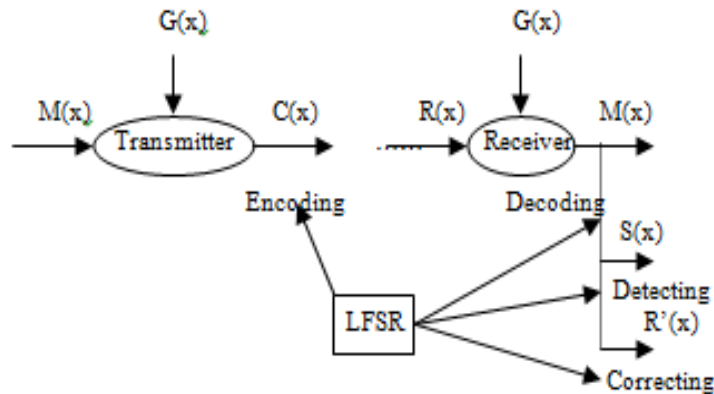 G(x) G(x)
M(x) C(x) R(x) M(x)
Transmitter Receiver
Encoding Decoding
S(x)
Detecting
LFSR R'(x)
Correcting